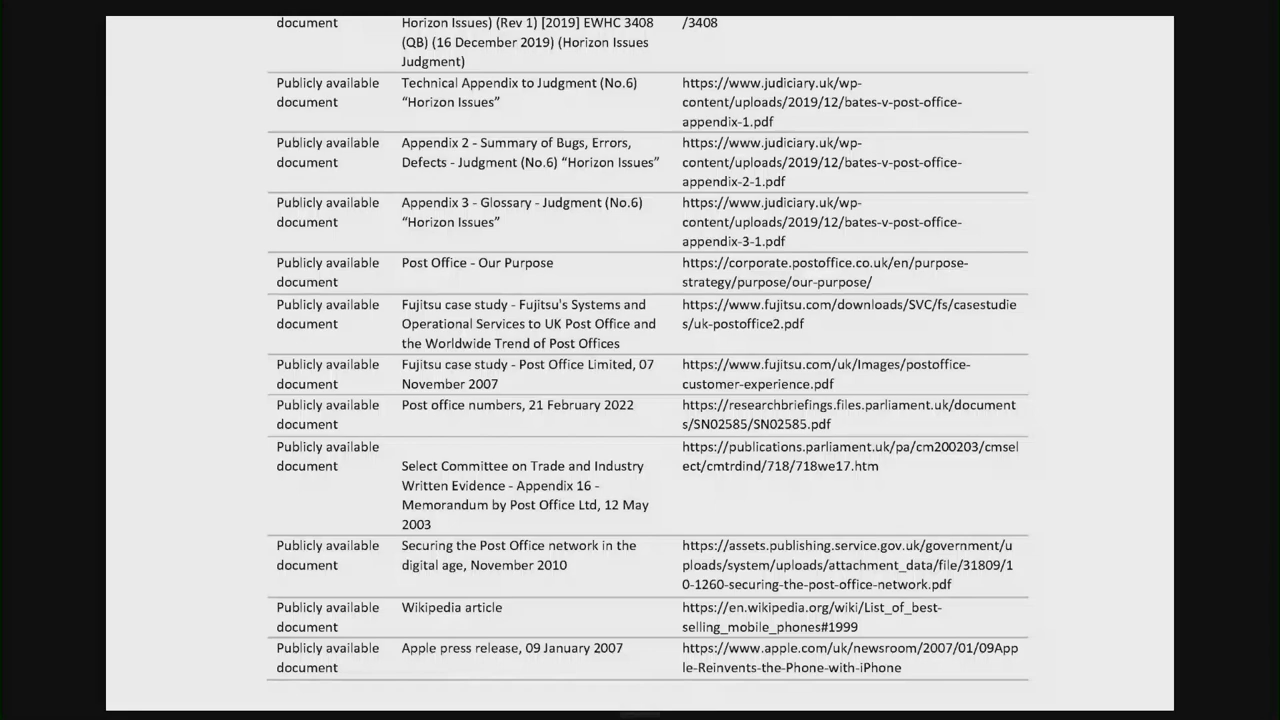 document Horizon Issues) (Rev 1) [2019] EWHC 3408 /3408
(QB) (16 December 2019) (Horizon Issues
Judgment)
Publicly available Technical Appendix to Judgment (No.6) https://www.judiciary.uk/wp-
document “Horizon Issues” content/uploads/2019/12/bates-v-post-office-
appendix-1.pdf
Publicly available Appendix 2 - Summary of Bugs, Errors, https://www.judiciary.uk/wp-
document Defects - Judgment (No.6) “Horizon Issues” content/uploads/2019/12/bates-v-post-office-
appendix-2-1.pdf
Publicly available Appendix 3 - Glossary - Judgment (No.6) https://www.judiciary.uk/wp-
document “Horizon Issues” content/uploads/2019/12/bates-v-post-office-
appendix-3-1.pdf
Publicly available Post Office - Our Purpose https://corporate.postoffice.co.uk/en/purpose-
document strategy/purpose/our-purpose/
Publicly available Fujitsu case study - Fujitsu's Systems and https://www.fujitsu.com/downloads/SVC/fs/casestudie
document Operational Services to UK Post Office and s/uk-postoffice2.pdf
the Worldwide Trend of Post Offices
Publicly available Fujitsu case study - Post Office Limited, 07 https://www.fujitsu.com/uk/Images/postoffice-
document November 2007 customer-experience.pdf
Publicly available Post office numbers, 21 February 2022 https://researchbriefings.files.parliament.uk/document
document s/SN02585/SN02585.pdf
Publicly available https://publications.parliament.uk/pa/cm200203/cmsel
document Select Committee on Trade and Industry ect/cmtrdind/718/718we17.htm
Written Evidence - Appendix 16 -
Memorandum by Post Office Ltd, 12 May
2003
Publicly available Securing the Post Office network in the https://assets.publishing.service.gov.uk/government/u
document digital age, November 2010 ploads/system/uploads/attachment_data/file/31809/1
0-1260-securing-the-post-office-network.pdf
Publicly available Wikipedia article https://en.wikipedia.org/wiki/List_of_best-
document selling_mobile_phones#1999
Publicly available Apple press release, 09 January 2007 https://www.apple.com/uk/newsroom/2007/01/09App
document le-Reinvents-the-Phone-with-iPhone